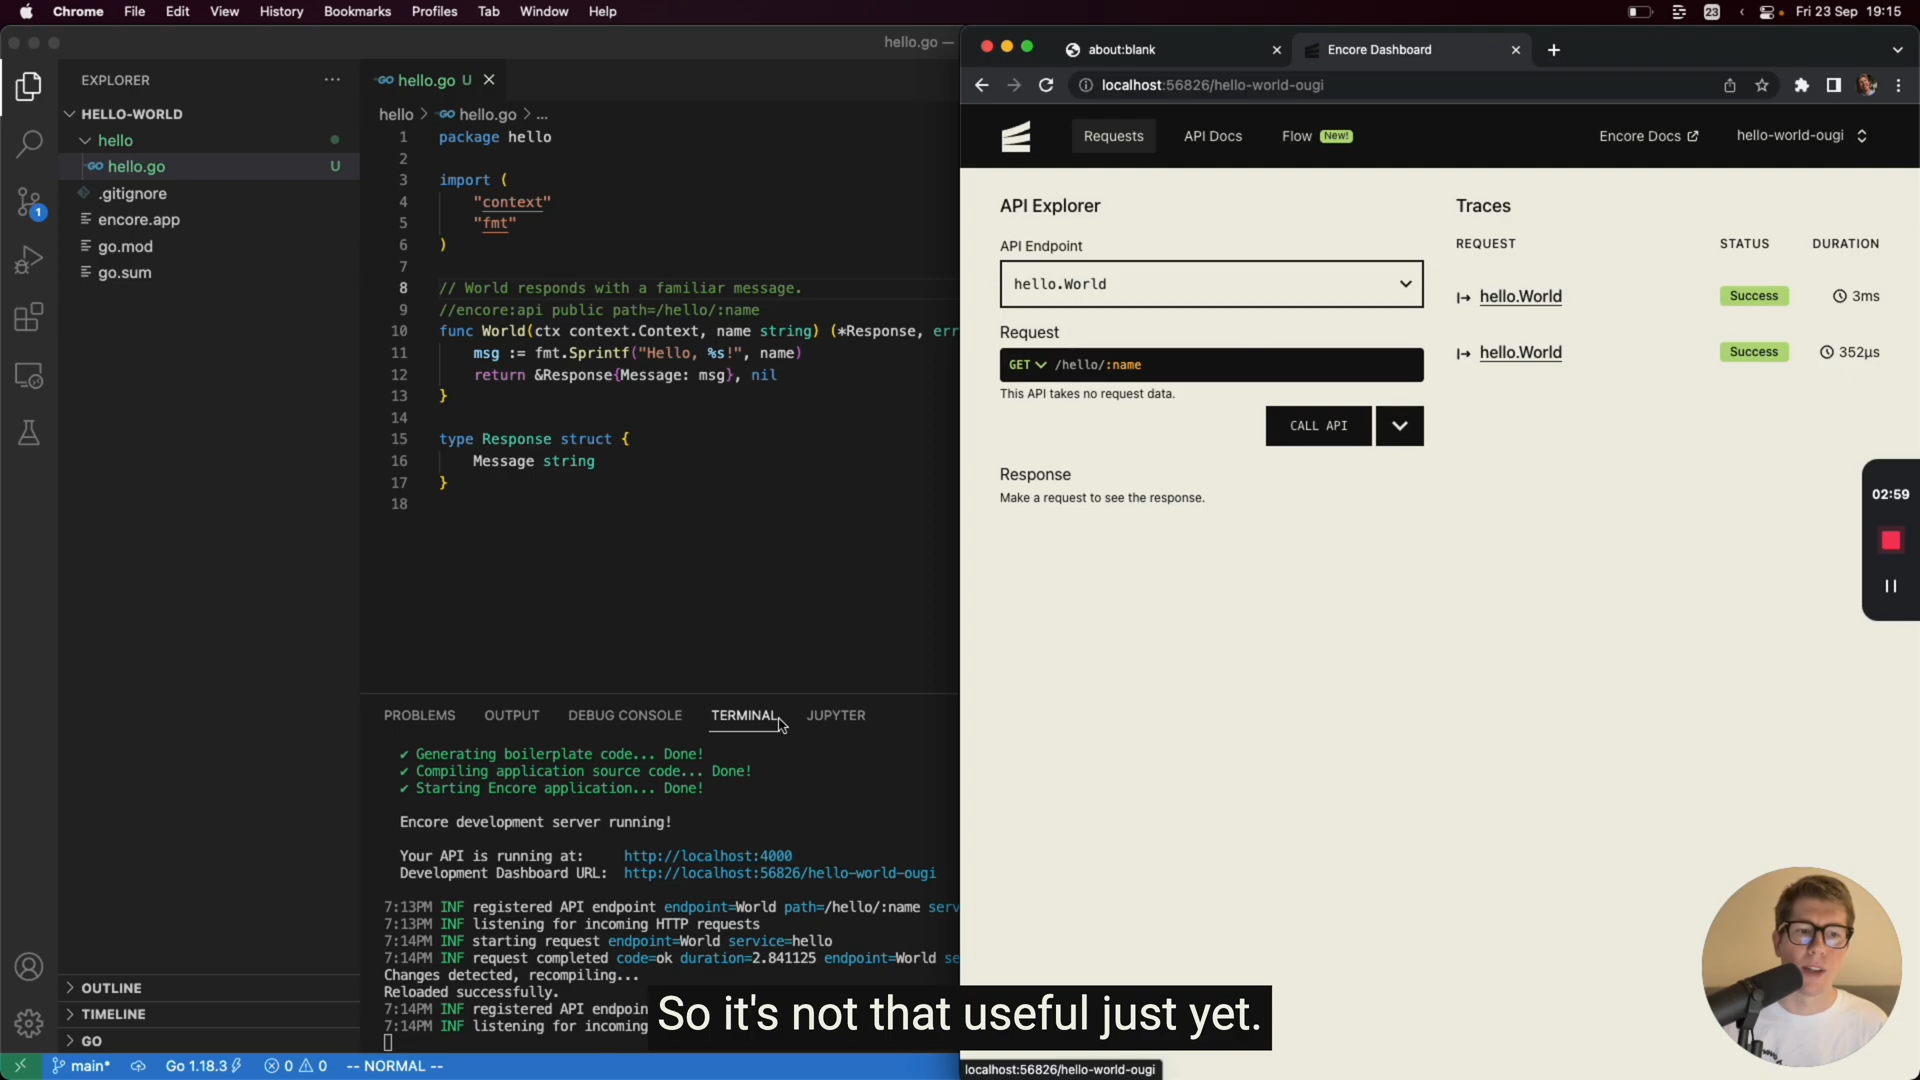 Chrome File Edit View History Bookmarks Profiles Tab Window Help
23 Fri 23 Sep 19:15
hello.go —
EXPLORER
HELLO-WORLD
hello
hello.go U
.gitignore
encore.app
go.mod
go.sum
1
OUTLINE
TIMELINE
GO
hello.go U
hello > hello.go > ...
1 package hello
2
3 import (
4 "context"
5 "fmt"
6 )
7
8 // World responds with a familiar message.
9 //encore:api public path=/hello/:name
10 func World(ctx context.Context, name string) (*Response, err
11 msg := fmt.Sprintf("Hello, %s!", name)
12 return &Response{Message: msg}, nil
13 }
14
15 type Response struct {
16 Message string
17 }
18
PROBLEMS OUTPUT DEBUG CONSOLE TERMINAL JUPYTER
✔ Generating boilerplate code... Done!
✔ Compiling application source code... Done!
✔ Starting Encore application... Done!
Encore development server running!
Your API is running at: http://localhost:4000
Development Dashboard URL: http://localhost:56826/hello-world-ougi
7:13PM INF registered API endpoint endpoint=World path=/hello/:name serv
7:13PM INF listening for incoming HTTP requests
7:14PM INF starting request endpoint=World service=hello
7:14PM INF request completed code=ok duration=2.841125 endpoint=World se
Changes detected, recompiling...
Reloaded successfully.
7:14PM INF registered API endpoin
7:14PM INF listening for incoming
main* Go 1.18.3 0 0 -- NORMAL --
about:blank
Encore Dashboard
localhost:56826/hello-world-ougi
Requests API Docs Flow New! Encore Docs hello-world-ougi
API Explorer
API Endpoint
hello.World
Request
GET /hello/:name
This API takes no request data.
CALL API
Response
Make a request to see the response.
Traces
REQUEST STATUS DURATION
hello.World Success 3ms
hello.World Success 352µs
02:59
So it's not that useful just yet.
localhost:56826/hello-world-ougi